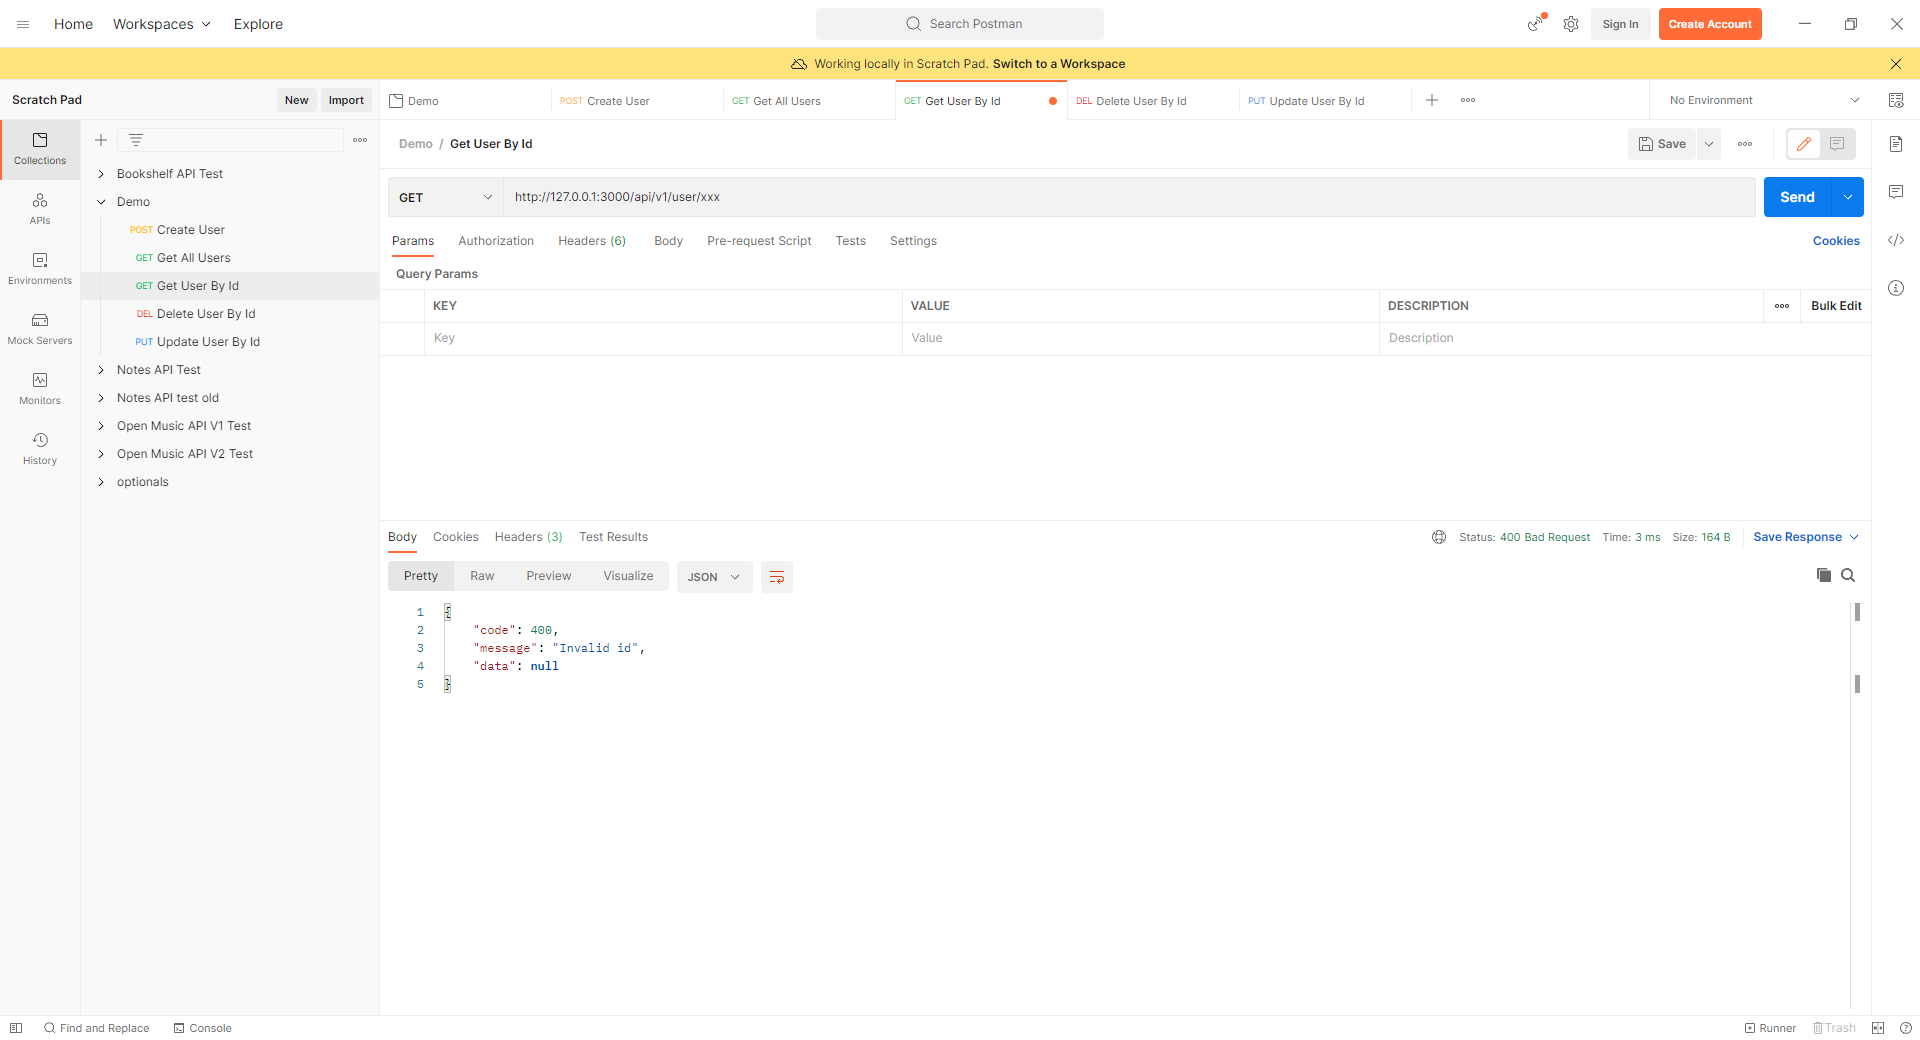 Home Workspaces Explore Search Postman Sign In Create Account
Working locally in Scratch Pad. Switch to a Workspace
Scratch Pad New Import
Demo POST Create User GET Get All Users GET Get User By Id DEL Delete User By Id PUT Update User By Id No Environment
Collections
APIs
Environments
Mock Servers
Monitors
History
Bookshelf API Test
Demo
POST Create User
GET Get All Users
GET Get User By Id
DEL Delete User By Id
PUT Update User By Id
Notes API Test
Notes API test old
Open Music API V1 Test
Open Music API V2 Test
optionals
Demo / Get User By Id Save
GET http://127.0.0.1:3000/api/v1/user/xxx Send
Params Authorization Headers (6) Body Pre-request Script Tests Settings Cookies
Query Params
KEY VALUE DESCRIPTION Bulk Edit
Key Value Description
Body Cookies Headers (3) Test Results Status: 400 Bad Request Time: 3 ms Size: 164 B Save Response
Pretty Raw Preview Visualize JSON
1 {
2 "code": 400,
3 "message": "Invalid id",
4 "data": null
5 }
Find and Replace Console Runner Trash